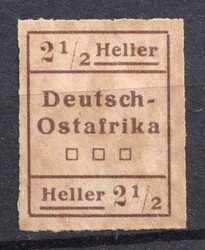 2 1/2 Heller
Deutsch-
Ostafrika
Heller 2 1/2